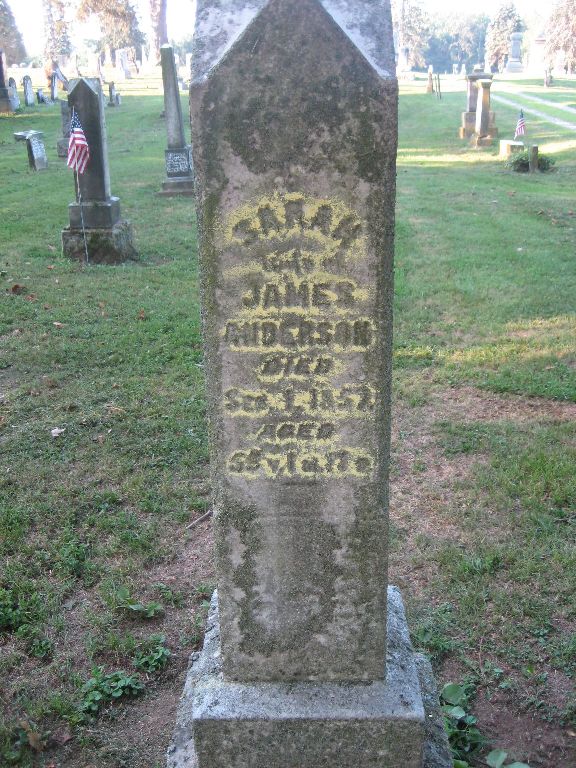 SARAH
wife of
JAMES
ANDERSON
DIED
1857
AGED